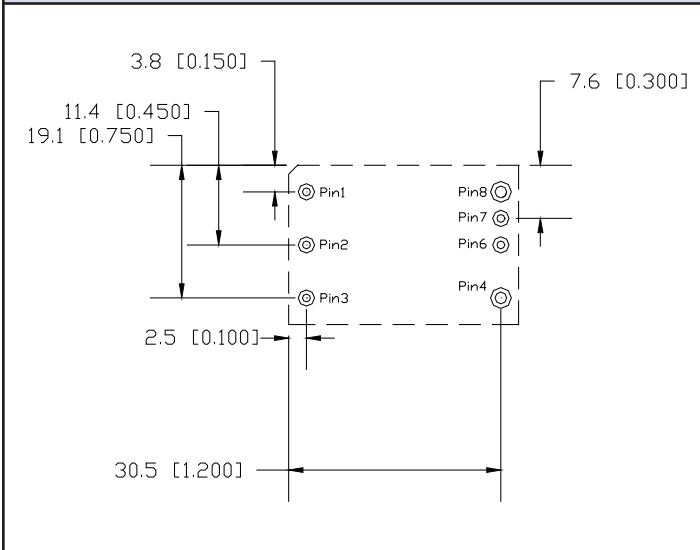 3.8 [0.150]
7.6 [0.300]
11.4 [0.450]
19.1 [0.750]
Pin1
Pin8
Pin7
Pin2
Pin6
Pin4
Pin3
2.5 [0.100]
30.5 [1.200]